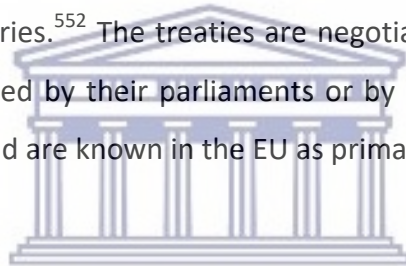 ries.552 The treaties are negotia
ed by their parliaments or by
d are known in the EU as prima